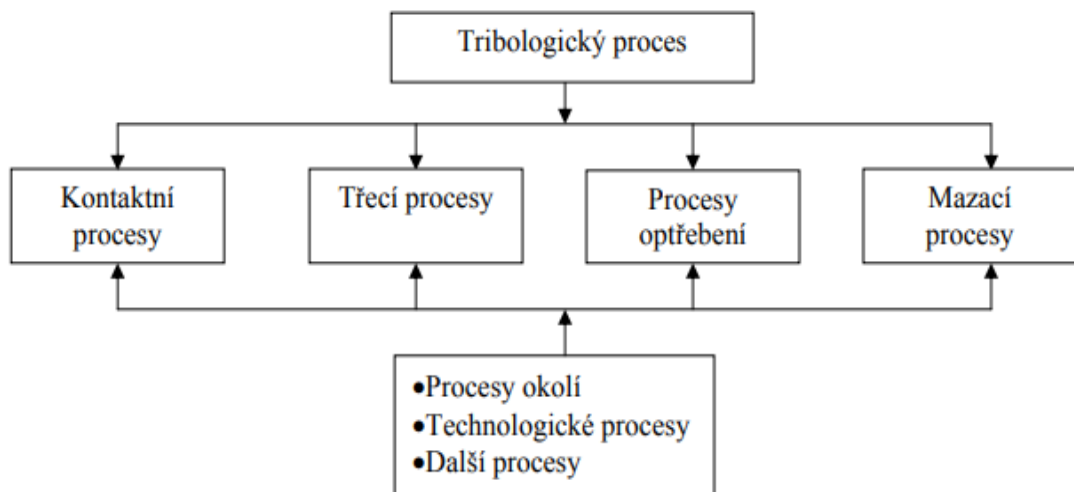 Tribologický proces
Kontaktní
procesy
Třecí procesy
Procesy
optřebení
Mazací
procesy
•Procesy okolí
•Technologické procesy
•Další procesy